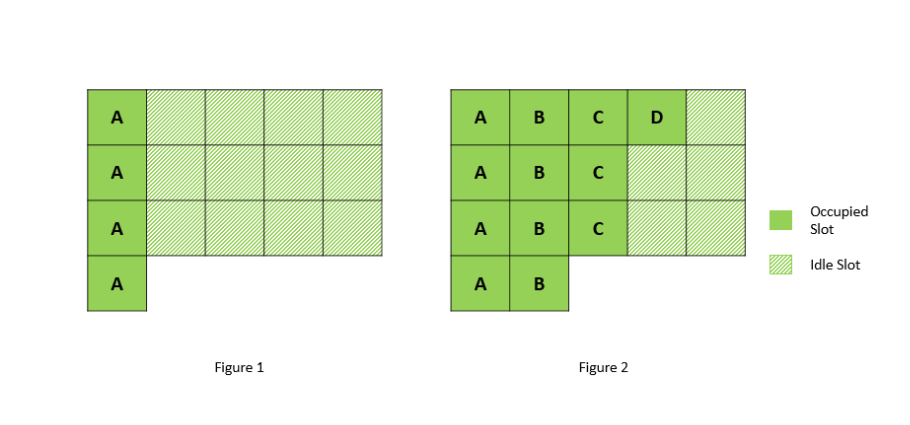 A
A
A
A
A B C D
A B C
A B C
A B
Occupied
Slot
Idle Slot
Figure 1
Figure 2